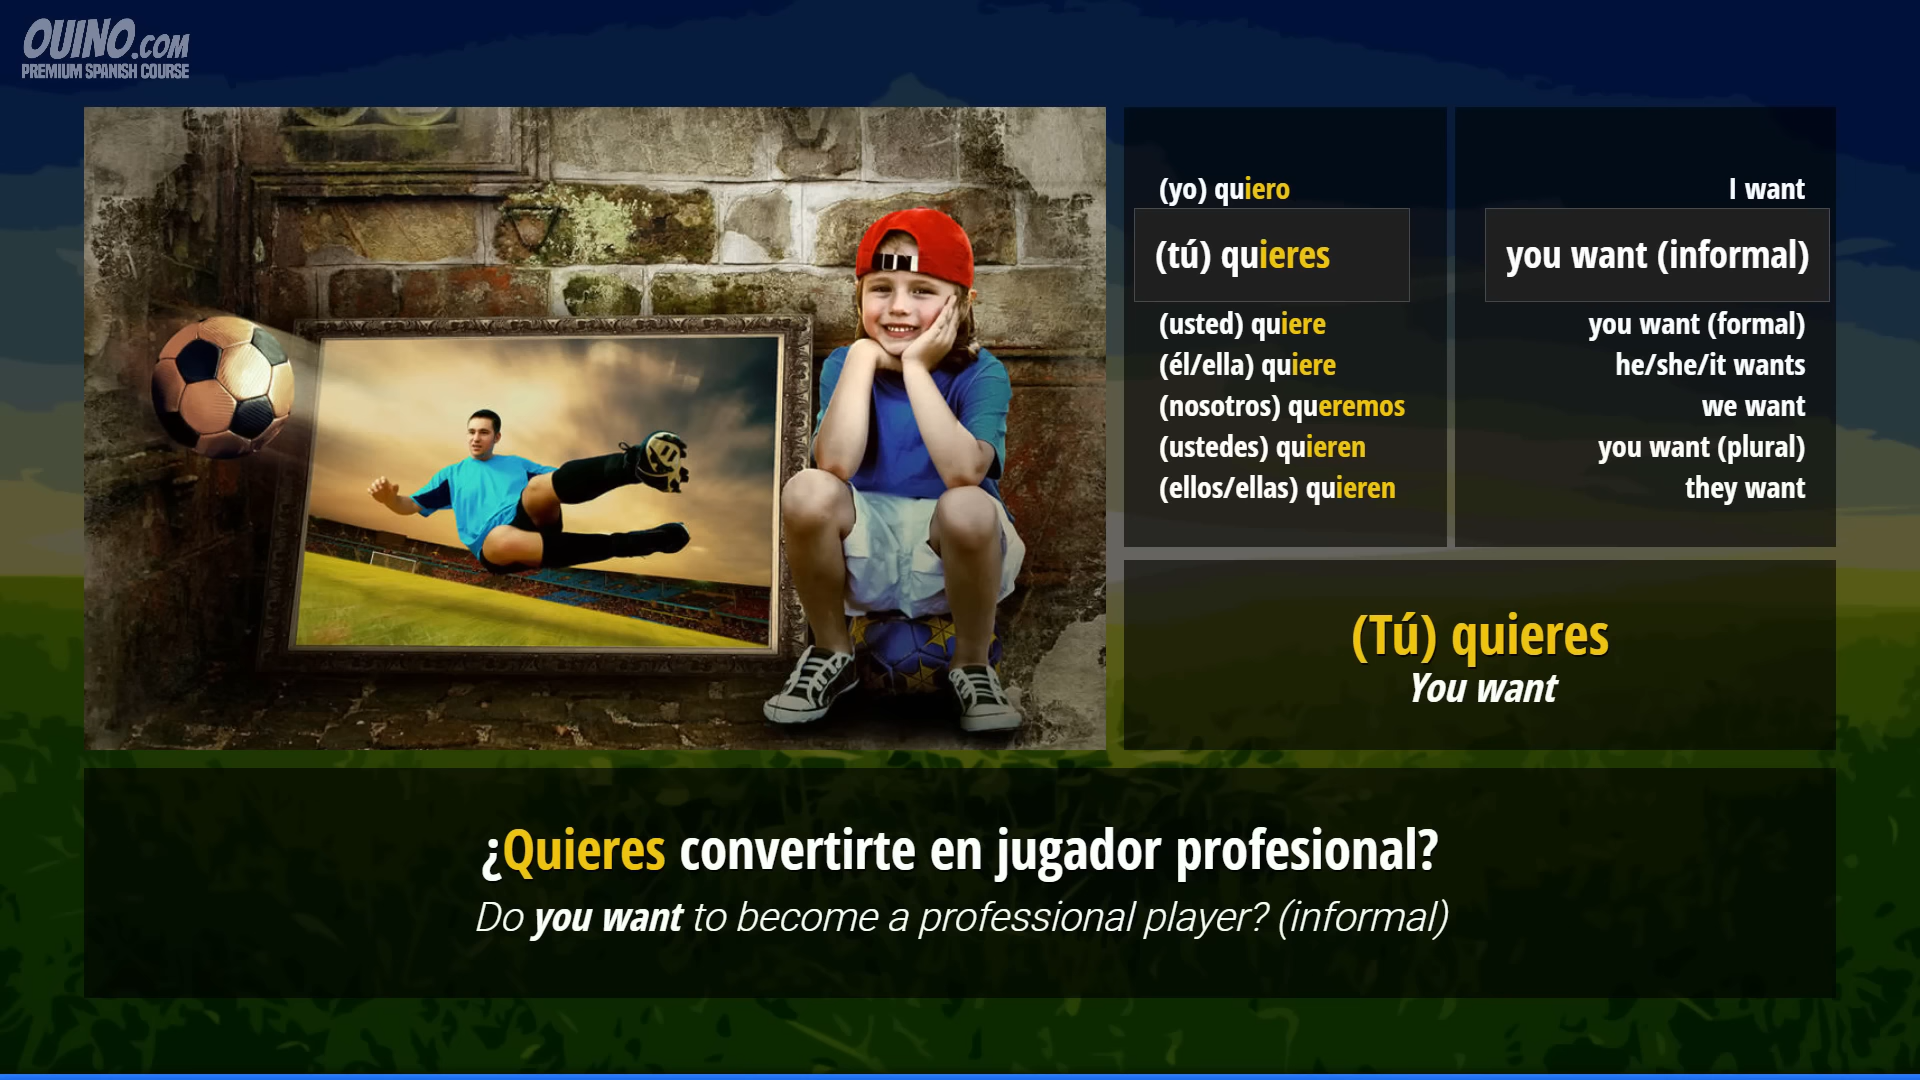 OUINO.COM
PREMIUM SPANISH COURSE
(yo) quiero
(tú) quieres
(usted) quiere
(él/ella) quiere
(nosotros) queremos
(ustedes) quieren
(ellos/ellas) quieren
I want
you want (informal)
you want (formal)
he/she/it wants
we want
you want (plural)
they want
(Tú) quieres
You want
¿Quieres convertirte en jugador profesional?
Do you want to become a professional player? (informal)